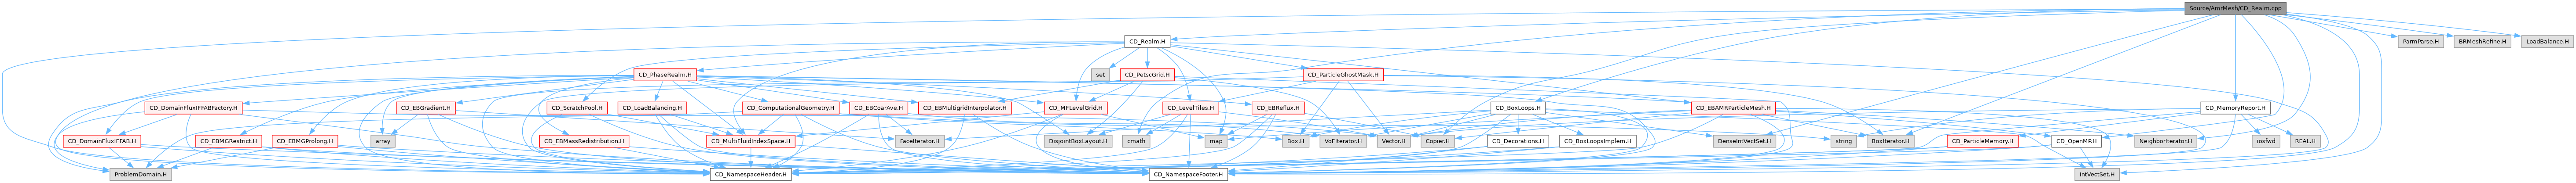 Source/AmrMesh/CD_Realm.cpp
CD_Realm.H
ParmParse.H
BRMeshRefine.H
LoadBalance.H
set
CD_PhaseRealm.H
CD_PetscGrid.H
CD_ParticleGhostMask.H
CD_DomainFluxIFFABFactory.H
CD_EBGradient.H
CD_ScratchPool.H
CD_LoadBalancing.H
CD_ComputationalGeometry.H
CD_EBCoarAve.H
CD_EBMultigridInterpolator.H
CD_MFLevelGrid.H
CD_LevelTiles.H
CD_EBReflux.H
CD_BoxLoops.H
CD_EBAMRParticleMesh.H
CD_MemoryReport.H
CD_DomainFluxIFFAB.H
CD_EBMGRestrict.H
CD_EBMGProlong.H
array
CD_EBMassRedistribution.H
CD_MultiFluidIndexSpace.H
FaceIterator.H
DisjointBoxLayout.H
cmath
map
Box.H
VoFIterator.H
Vector.H
Copier.H
CD_Decorations.H
CD_BoxLoopsImplem.H
DenseIntVectSet.H
string
BoxIterator.H
CD_ParticleMemory.H
CD_OpenMP.H
NeighborIterator.H
iosfwd
REAL.H
ProblemDomain.H
CD_NamespaceHeader.H
CD_NamespaceFooter.H
IntVectSet.H